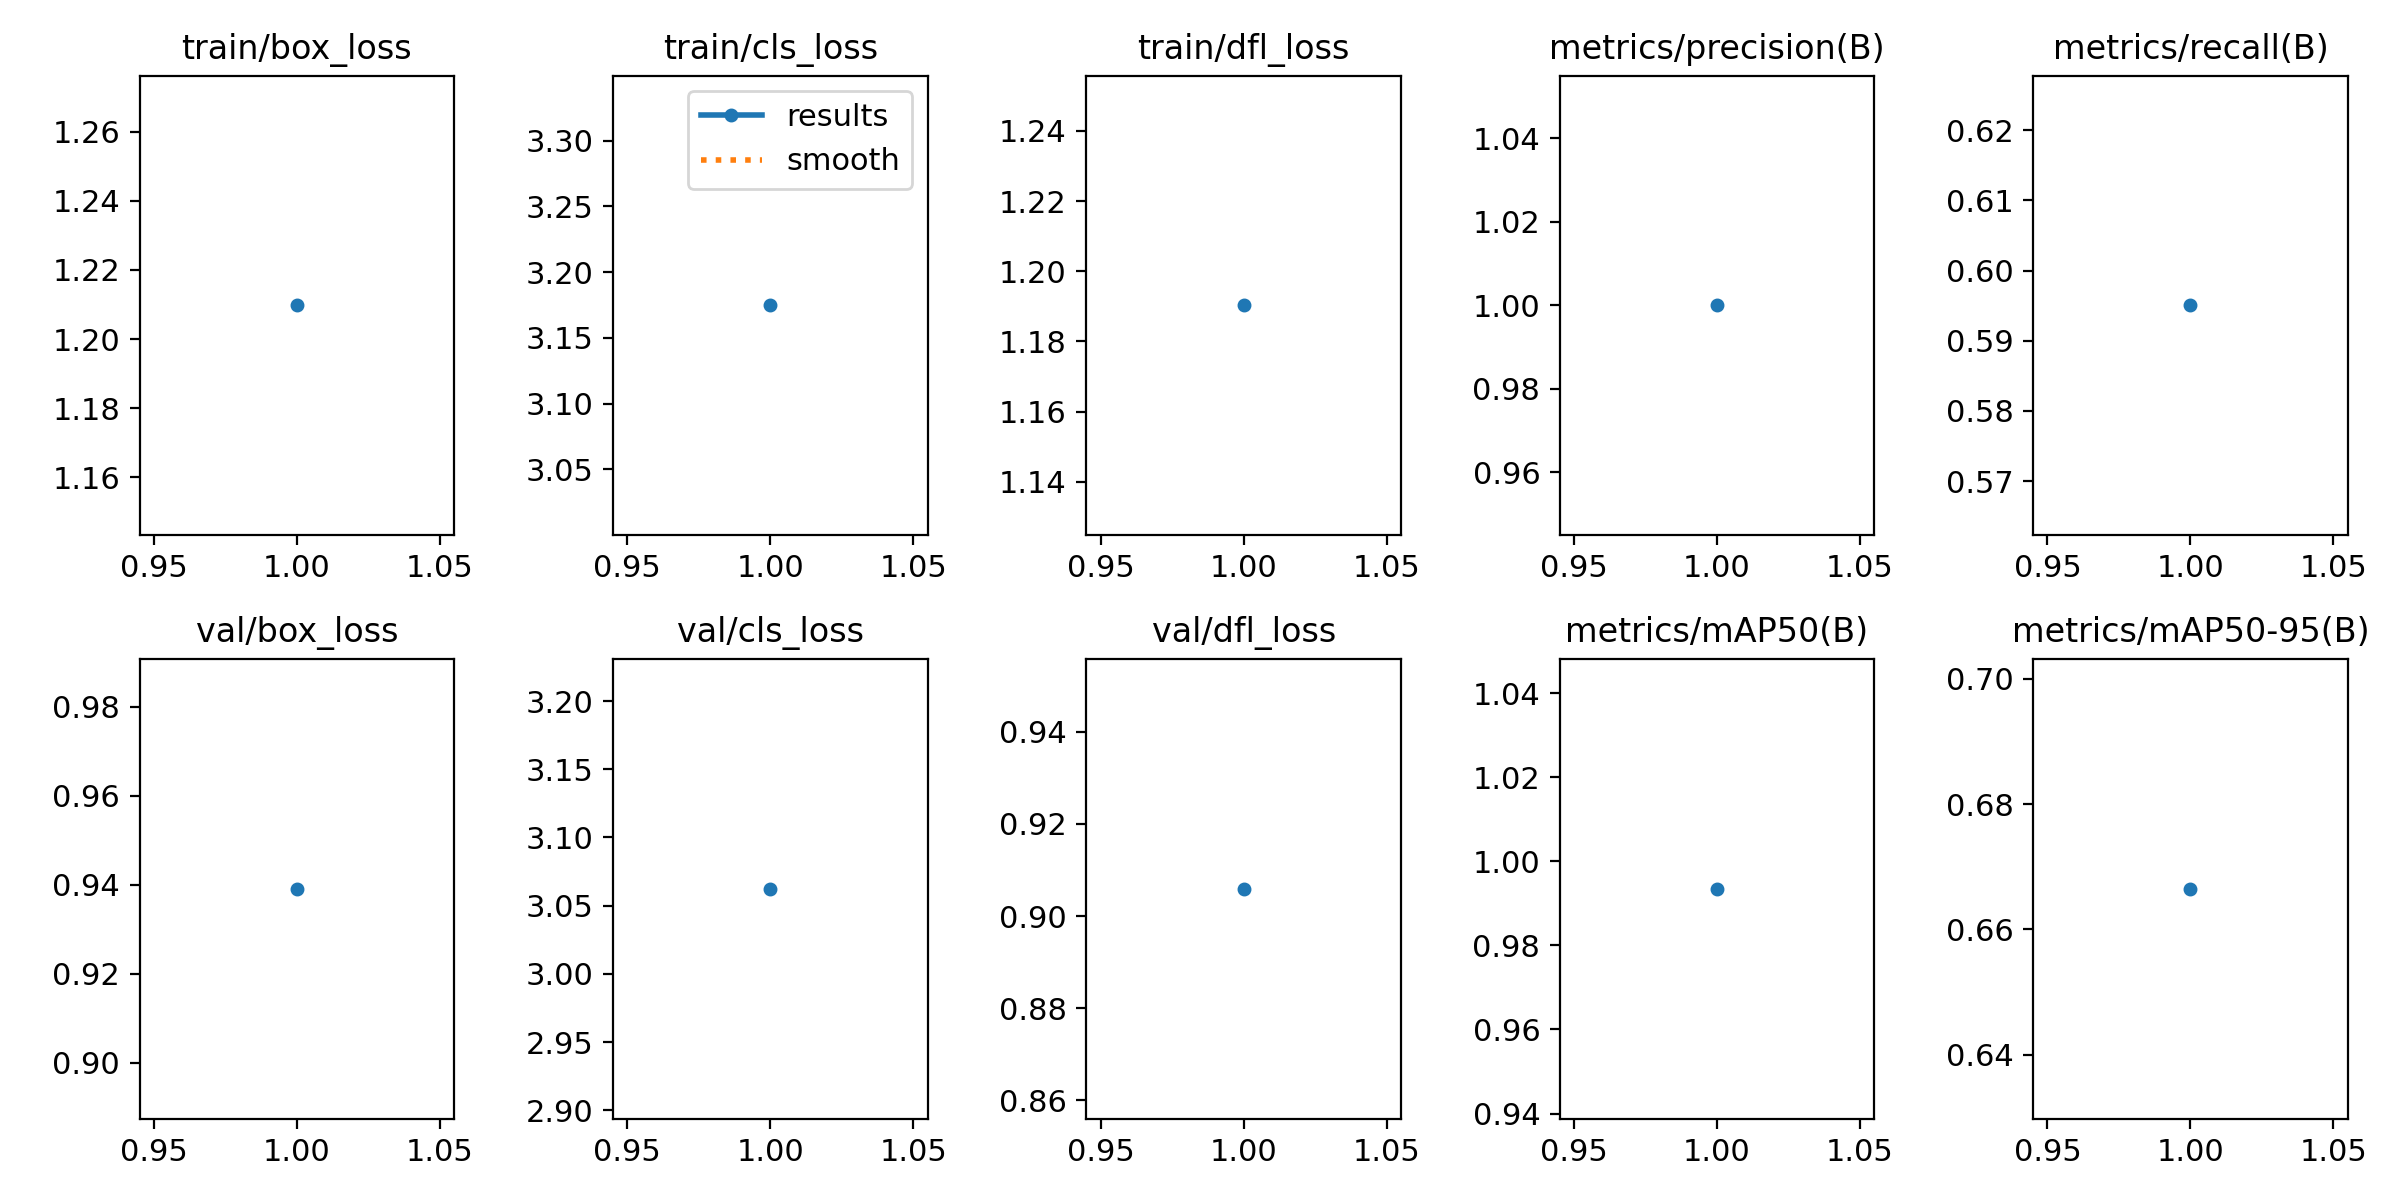 train/box_loss
1.26
1.24
1.22
1.20
1.18
1.16
0.95 1.00 1.05
train/cls_loss
results
smooth
3.30
3.25
3.20
3.15
3.10
3.05
0.95 1.00 1.05
train/dfl_loss
1.24
1.22
1.20
1.18
1.16
1.14
0.95 1.00 1.05
metrics/precision(B)
1.04
1.02
1.00
0.98
0.96
0.95 1.00 1.05
metrics/recall(B)
0.62
0.61
0.60
0.59
0.58
0.57
0.95 1.00 1.05
val/box_loss
0.98
0.96
0.94
0.92
0.90
0.95 1.00 1.05
val/cls_loss
3.20
3.15
3.10
3.05
3.00
2.95
2.90
0.95 1.00 1.05
val/dfl_loss
0.94
0.92
0.90
0.88
0.86
0.95 1.00 1.05
metrics/mAP50(B)
1.04
1.02
1.00
0.98
0.96
0.94
0.95 1.00 1.05
metrics/mAP50-95(B)
0.70
0.68
0.66
0.64
0.95 1.00 1.05